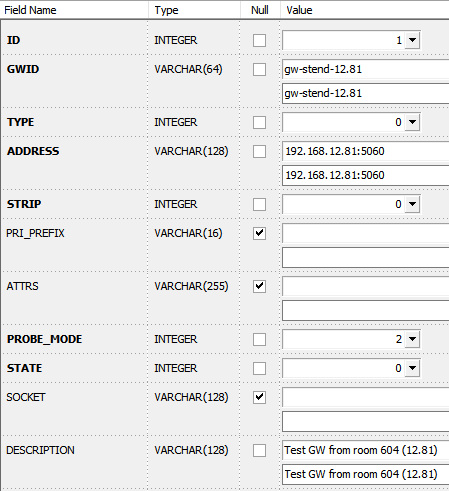 Field Name Type Null Value
ID INTEGER 1
GWID VARCHAR(64) gw-stend-12.81
gw-stend-12.81
TYPE INTEGER 0
ADDRESS VARCHAR(128) 192.168.12.81:5060
192.168.12.81:5060
STRIP INTEGER 0
PRI_PREFIX VARCHAR(16)
ATTRS VARCHAR(255)
PROBE_MODE INTEGER 2
STATE INTEGER 0
SOCKET VARCHAR(128)
DESCRIPTION VARCHAR(128) Test GW from room 604 (12.81)
Test GW from room 604 (12.81)